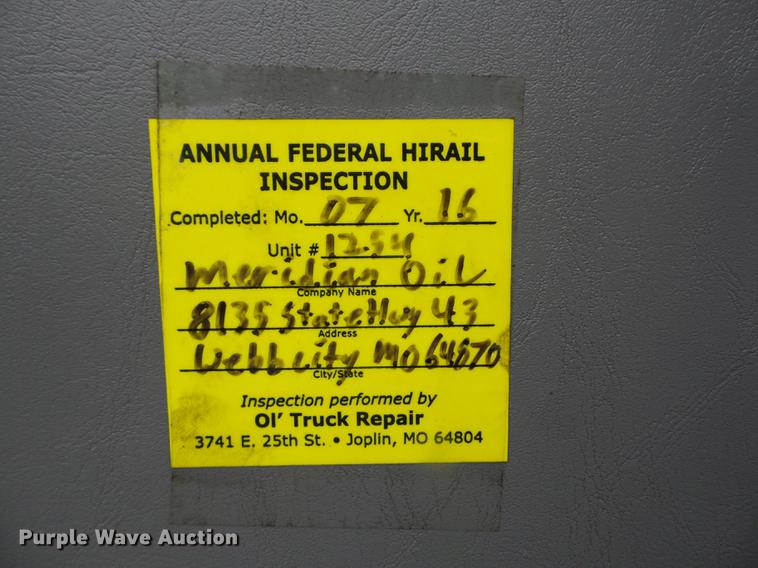 ANNUAL FEDERAL HIRAIL
INSPECTION
Completed: Mo. 07 Yr. 16
Unit # 1254
Meridian Oil
Company Name
8135 State Hwy 43
Address
Webb city MO 64870
City/State
Inspection performed by
Ol' Truck Repair
3741 E. 25th St. • Joplin, MO 64804
Purple Wave Auction